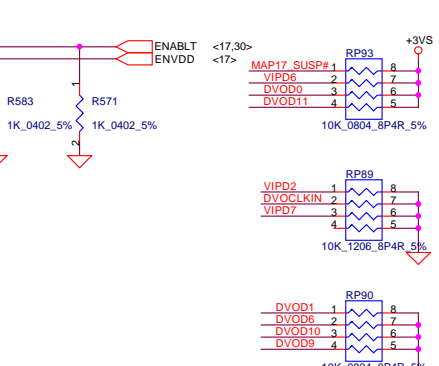 ENABLT <17,30>
ENVDD <17>
R583
1K_0402_5%
1
R571
1K_0402_5%
2
+3VS
RP93
MAP17_SUSP# 1 8
VIPD6 2 7
DVOD0 3 6
DVOD11 4 5
10K_0804_8P4R_5%
RP89
VIPD2 1 8
DVOCLKIN 2 7
VIPD7 3 6
4 5
10K_1206_8P4R_5%
RP90
DVOD1 1 8
DVOD6 2 7
DVOD10 3 6
DVOD9 4 5
10K_0804_8P4R_5%